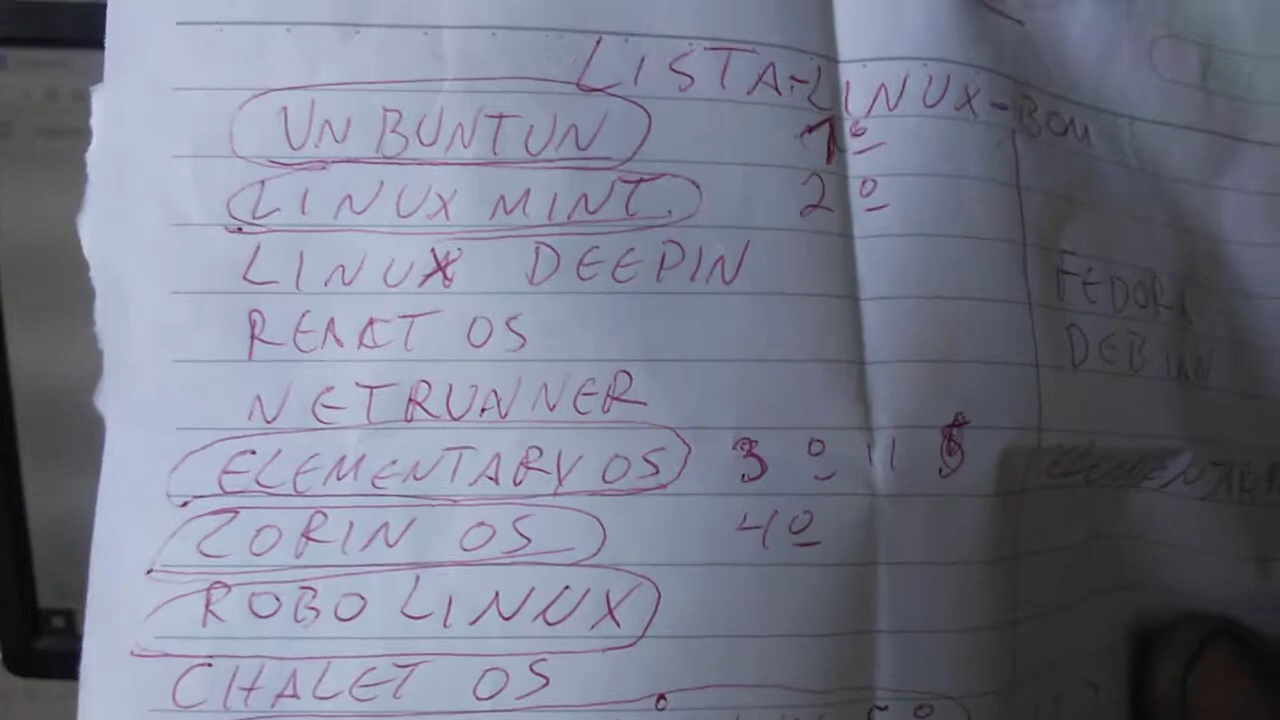 LISTA-LINUX-BOM
UNBUNTUN 1º
LINUX MINT. 2º
LINUX DEEPIN
REACT OS
NETRUNNER
ELEMENTARY OS 3º 11 $
ZORIN OS 4º
ROBO LINUX
CHALET OS
FEDORA
DEBIAN